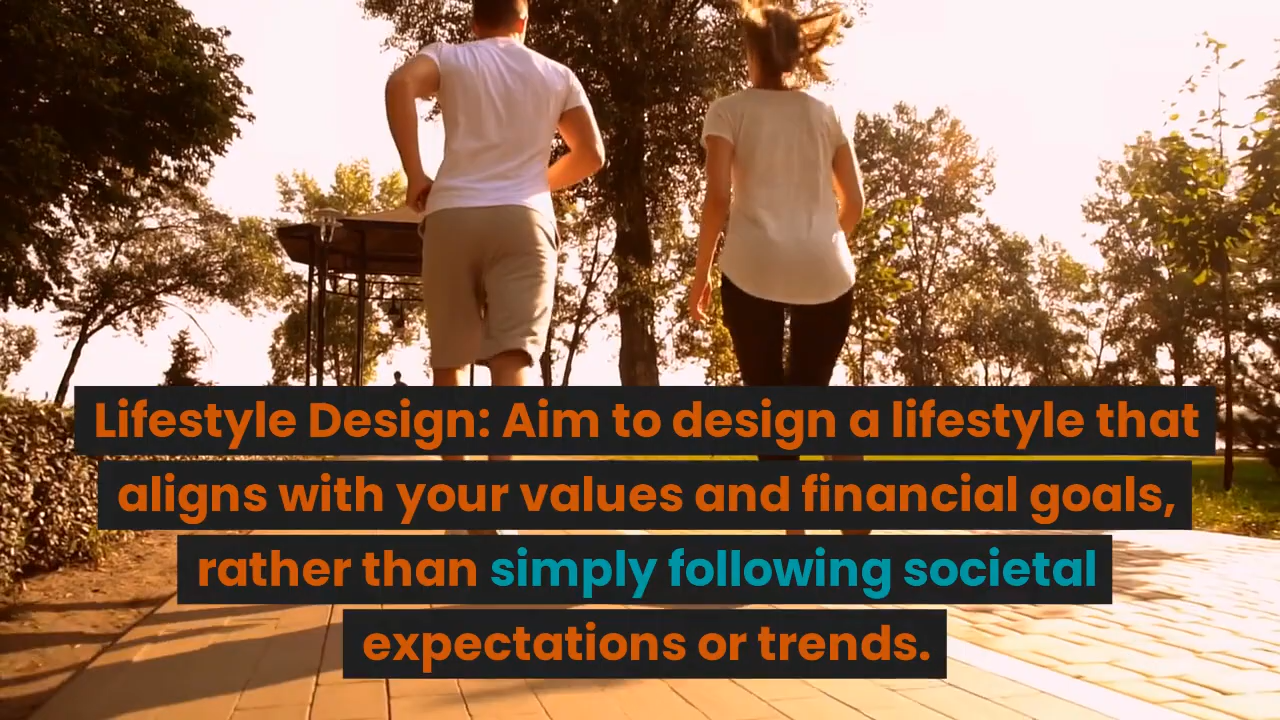 Lifestyle Design: Aim to design a lifestyle that
aligns with your values and financial goals,
rather than simply following societal
expectations or trends.